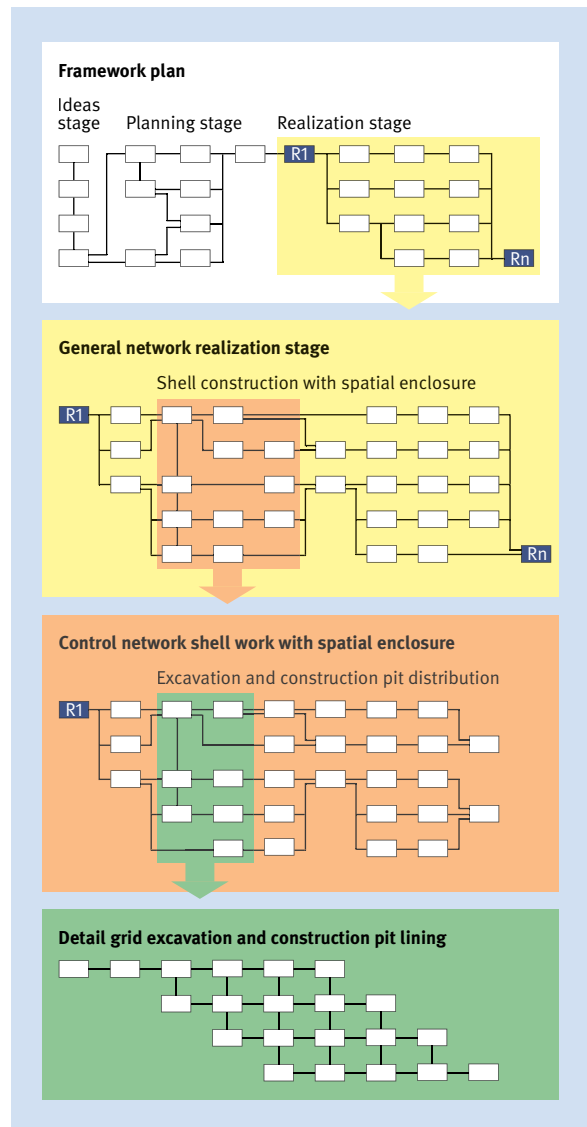 Framework plan
Ideas
stage
Planning stage
Realization stage
R1
Rn
General network realization stage
Shell construction with spatial enclosure
R1
Rn
Control network shell work with spatial enclosure
Excavation and construction pit distribution
R1
Detail grid excavation and construction pit lining